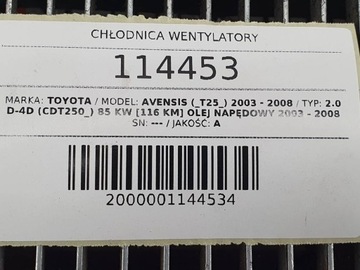 CHŁODNICA WENTYLATORY
114453
MARKA: TOYOTA / MODEL: AVENSIS (_T25_) 2003 - 2008 / TYP: 2.0
D-4D (CDT250_) 85 KW [116 KM] OLEJ NAPĘDOWY 2003 - 2008
SN: --- / JAKOŚC: A
2000001144534